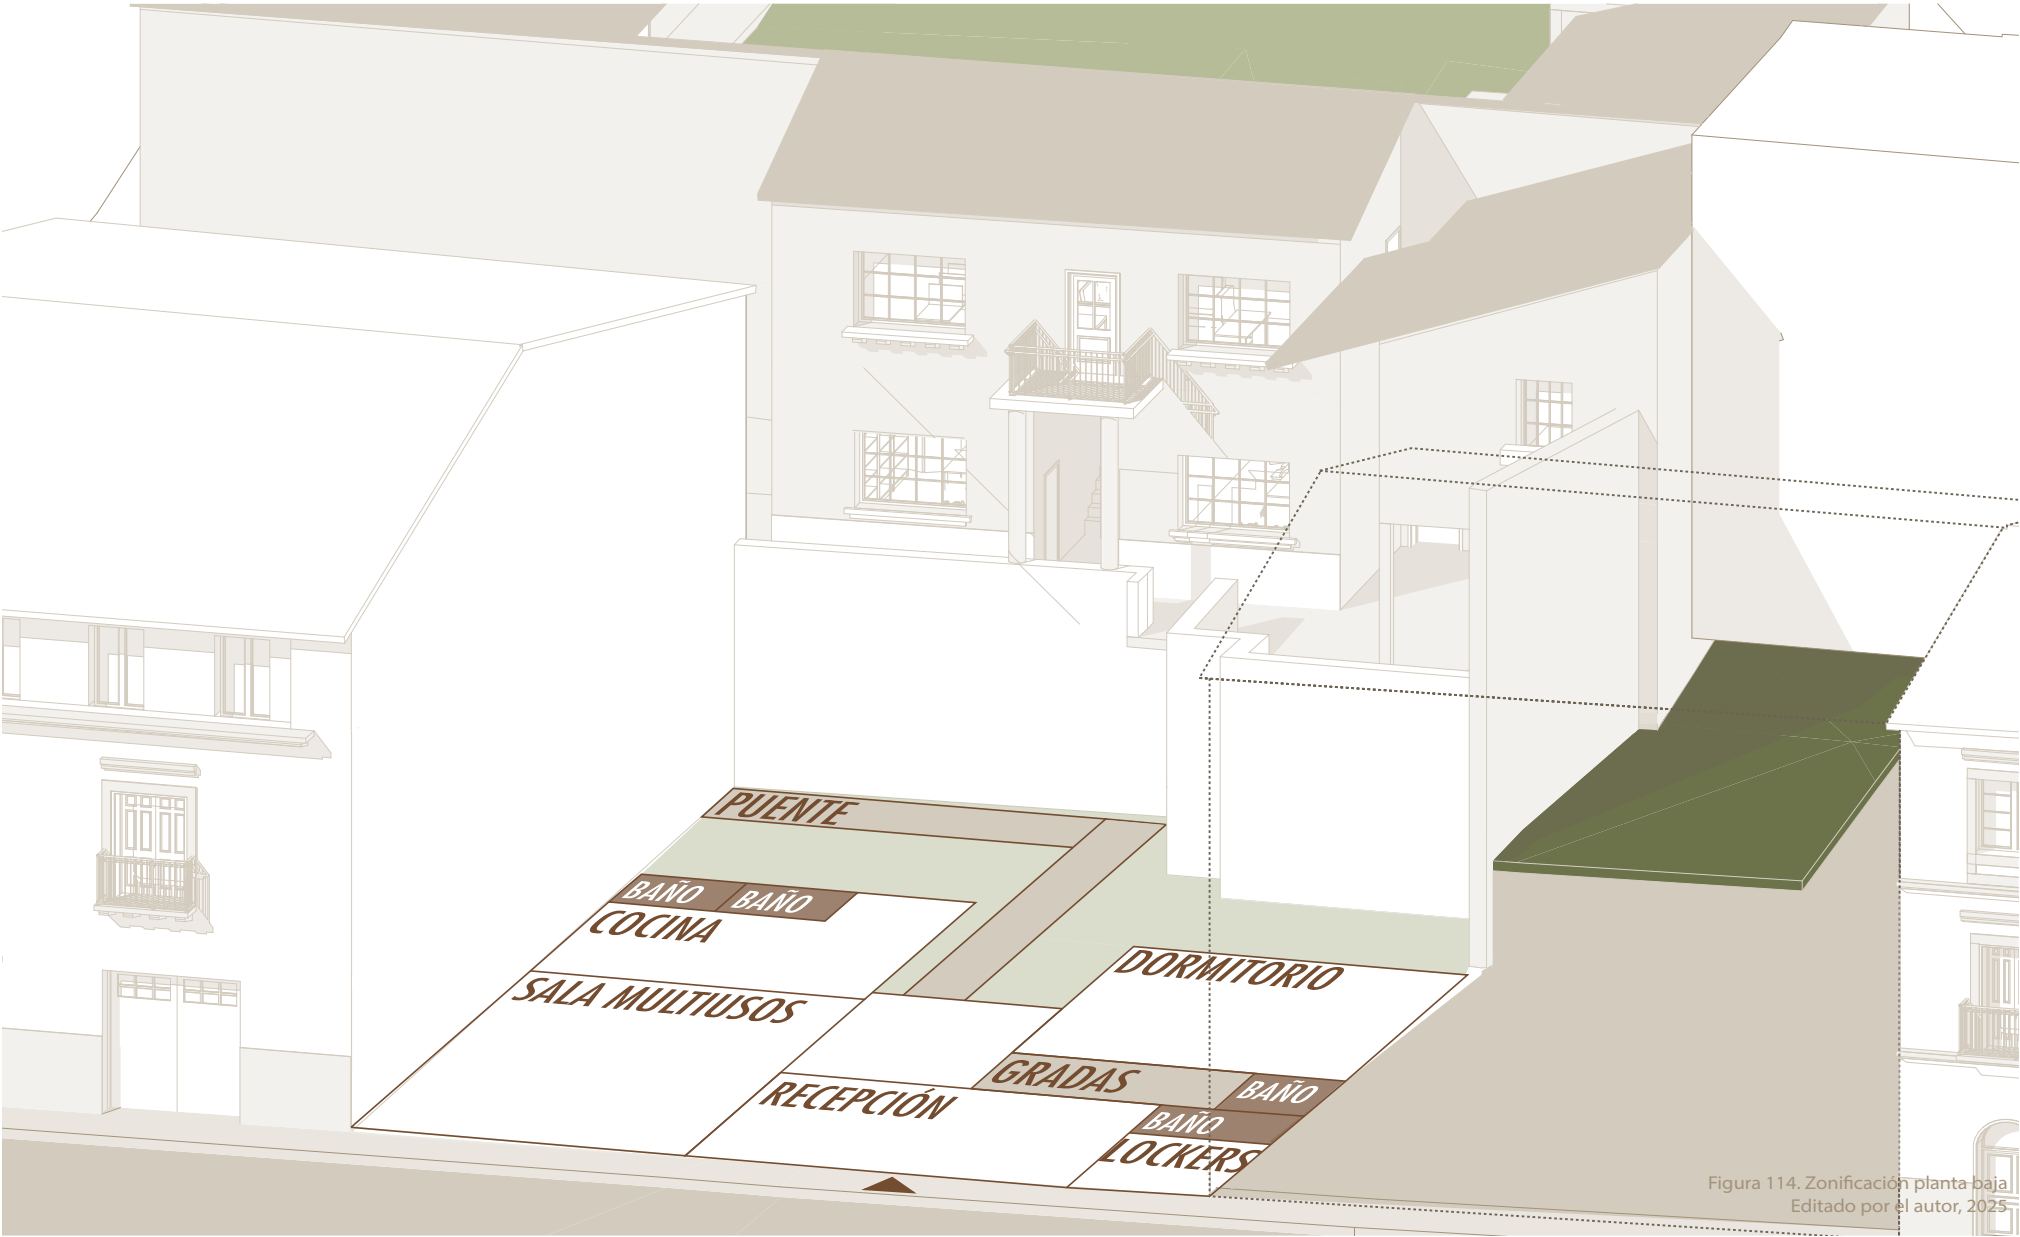 PUENTE
BAÑO
BAÑO
COCINA
DORMITORIO
SALA MULTIUSOS
GRADAS
BAÑO
RECEPCIÓN
BAÑO
LOCKERS
Figura 114. Zonificación planta baja
Editado por el autor, 2025